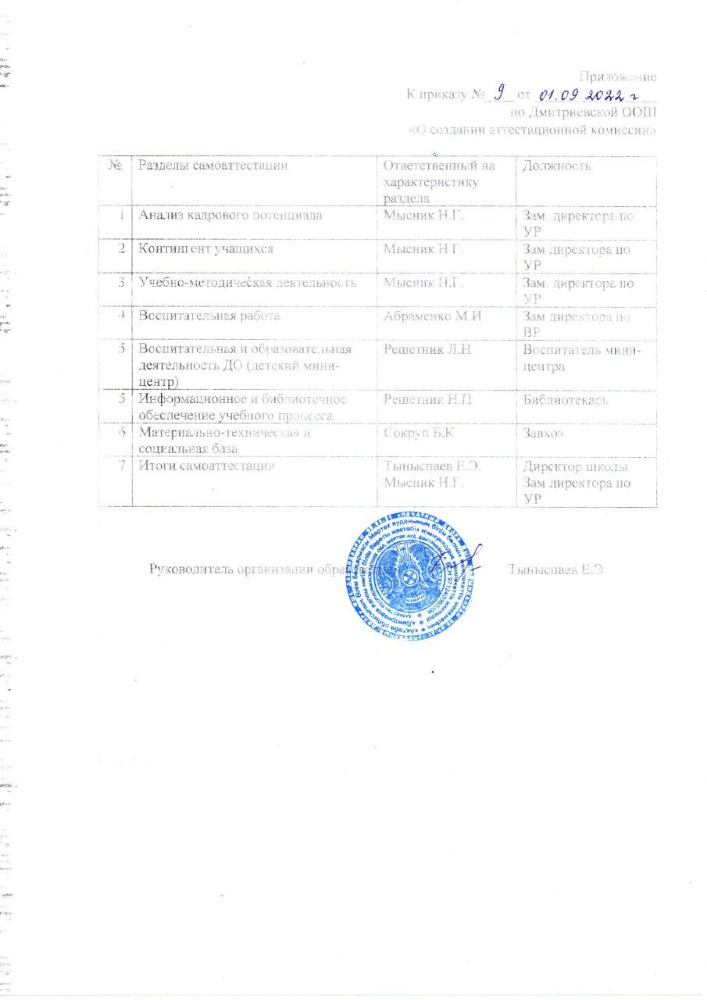 Приложение
К приказу № 9 от 01.09.2022 г
по Дмитриевской ООШ
«О создании аттестационной комиссии»
№ Разделы самоаттестации Ответственный на Должность
характеристику
раздела
1 Анализ кадрового потенциала Мысник Н.Г. Зам. директора по
УР
2 Контингент учащихся Мысник Н Г. Зам директора по
УР
3 Учебно-методическая деятельность Мысник Н.Г. Зам. директора по
УР
4 Воспитательная работа Абраменко М И Зам директора по
ВР
5 Воспитательная и образовательная Решетник Л.Н Воспитатель мини-
деятельность ДО (детский мини- центра
центр)
5 Информационное и библиотечное Решетник Н.П Библиотекарь
обеспечение учебного процесса
6 Материально-техническая и Сокруп Б.К Завхоз
социальная база
7 Итоги самоаттестации Тыныспаев Е.Э. Директор школы
Мысник Н.Г. Зам директора по
УР
Руководитель организации Тыныспаев Е.Э